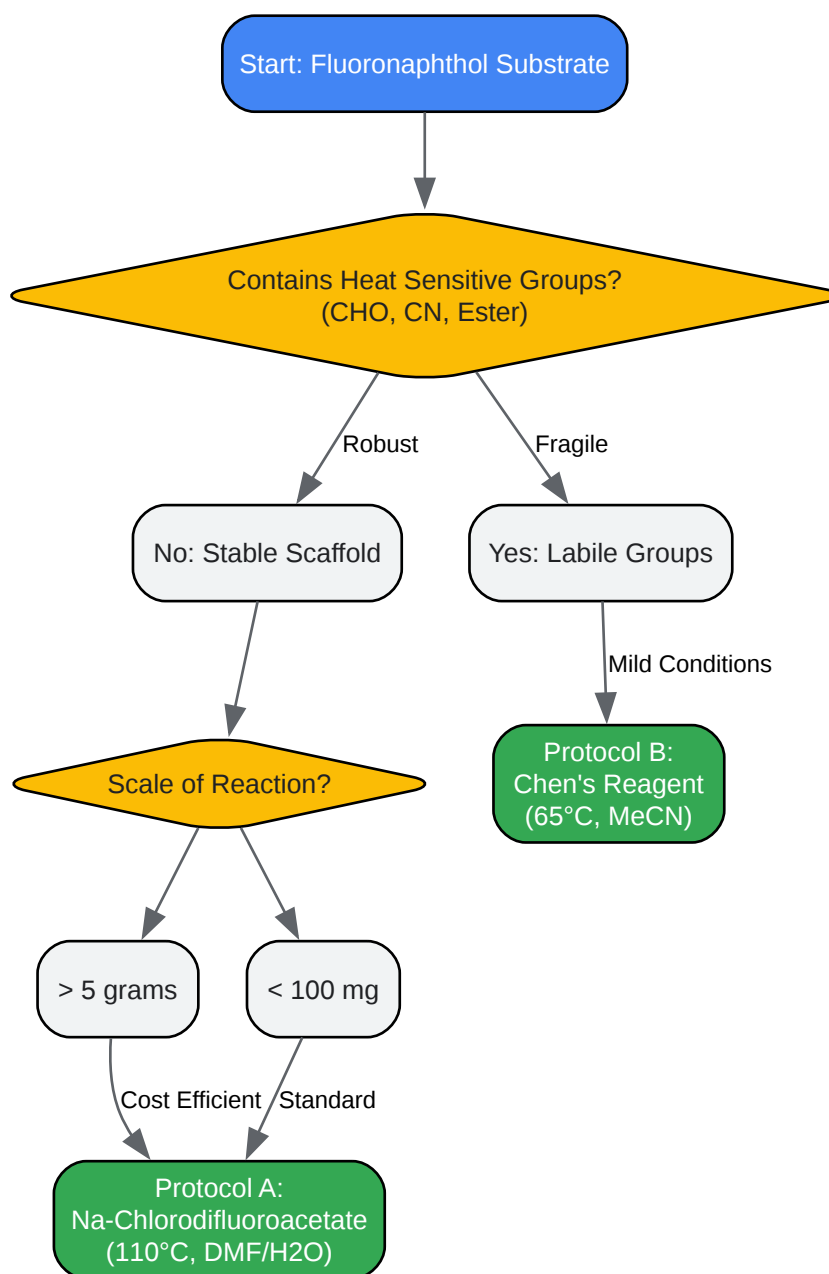 Start: Fluoronaphthol Substrate
Contains Heat Sensitive Groups?
(CHO, CN, Ester)
Robust
Fragile
No: Stable Scaffold
Yes: Labile Groups
Mild Conditions
Scale of Reaction?
Protocol B:
Chen's Reagent
(65°C, MeCN)
> 5 grams
< 100 mg
Cost Efficient
Standard
Protocol A:
Na-Chlorodifluoroacetate
(110°C, DMF/H2O)